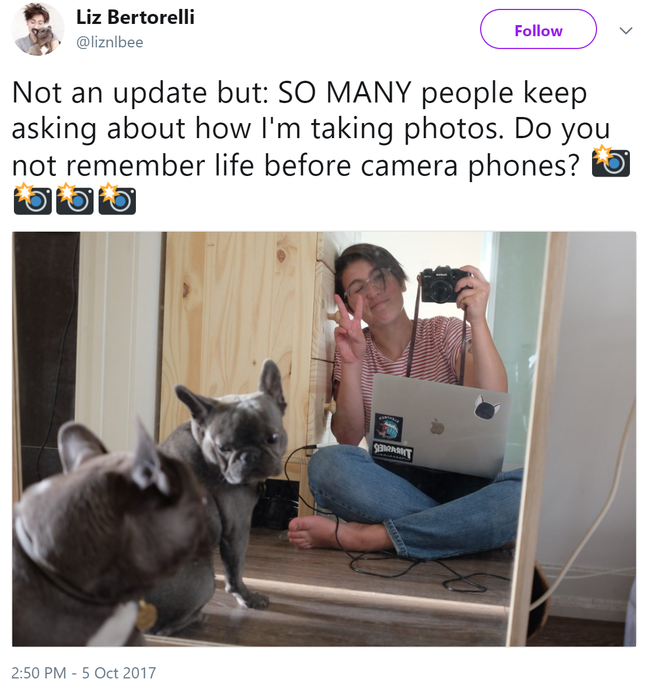 Liz Bertorelli
@liznlbee
Follow
Not an update but: SO MANY people keep
asking about how I'm taking photos. Do you
not remember life before camera phones? 📸
📸📸📸
THRASHER
2:50 PM - 5 Oct 2017